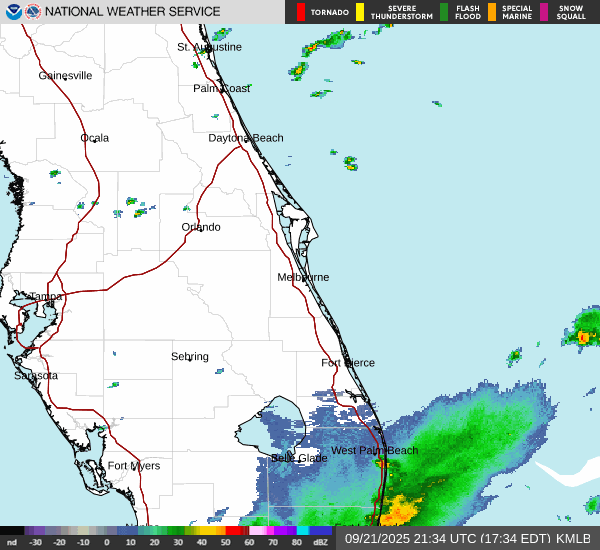 NATIONAL WEATHER SERVICE
TORNADO
SEVERE THUNDERSTORM
FLASH FLOOD
SPECIAL MARINE
SNOW SQUALL
St. Augustine
Gainesville
Palm Coast
Ocala
Daytona Beach
Orlando
Melbourne
Tampa
Sebring
Fort Pierce
Sarasota
West Palm Beach
Belle Glade
Fort Myers
nd -30 -20 -10 0 10 20 30 40 50 60 70 80 dBZ
09/21/2025 21:34 UTC (17:34 EDT) KMLB